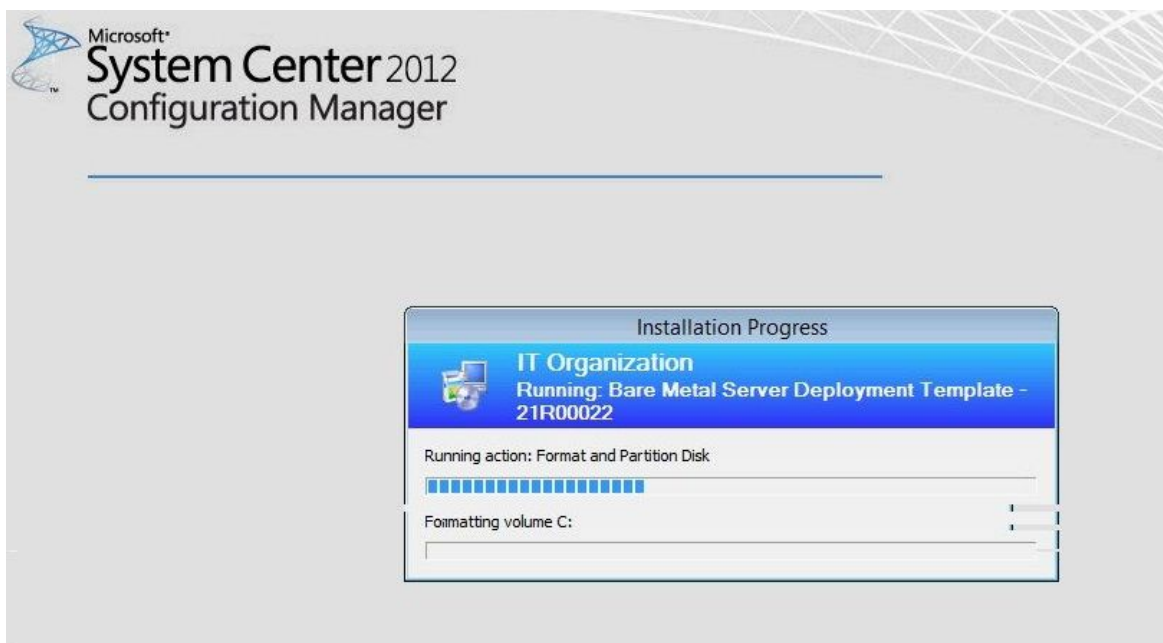 Microsoft®
System Center 2012
Configuration Manager
Installation Progress
IT Organization
Running: Bare Metal Server Deployment Template -
21R00022
Running action: Format and Partition Disk
Formatting volume C: